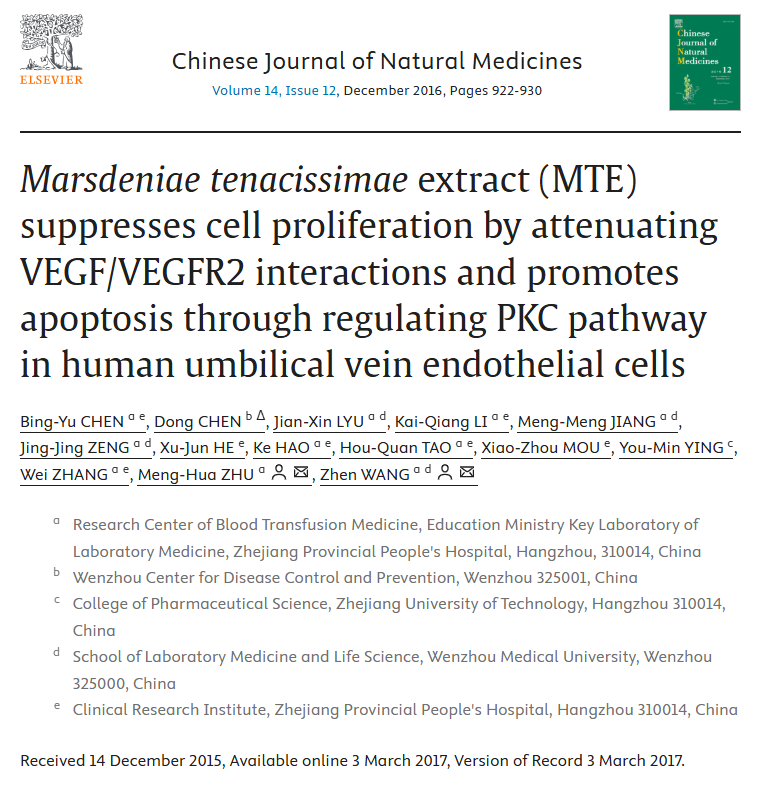 ELSEVIER
Chinese Journal of Natural Medicines
Volume 14, Issue 12, December 2016, Pages 922-930
Chinese
Journal of
Natural
Medicines
12
Marsdeniae tenacissimae extract (MTE)
suppresses cell proliferation by attenuating
VEGF/VEGFR2 interactions and promotes
apoptosis through regulating PKC pathway
in human umbilical vein endothelial cells
Bing-Yu CHEN a e, Dong CHEN b Δ, Jian-Xin LYU a d, Kai-Qiang LI a e, Meng-Meng JIANG a d,
Jing-Jing ZENG a d, Xu-Jun HE e, Ke HAO a e, Hou-Quan TAO a e, Xiao-Zhou MOU e, You-Min YING c,
Wei ZHANG a e, Meng-Hua ZHU a, Zhen WANG a d
a Research Center of Blood Transfusion Medicine, Education Ministry Key Laboratory of
Laboratory Medicine, Zhejiang Provincial People's Hospital, Hangzhou, 310014, China
b Wenzhou Center for Disease Control and Prevention, Wenzhou 325001, China
c College of Pharmaceutical Science, Zhejiang University of Technology, Hangzhou 310014,
China
d School of Laboratory Medicine and Life Science, Wenzhou Medical University, Wenzhou
325000, China
e Clinical Research Institute, Zhejiang Provincial People's Hospital, Hangzhou 310014, China
Received 14 December 2015, Available online 3 March 2017, Version of Record 3 March 2017.